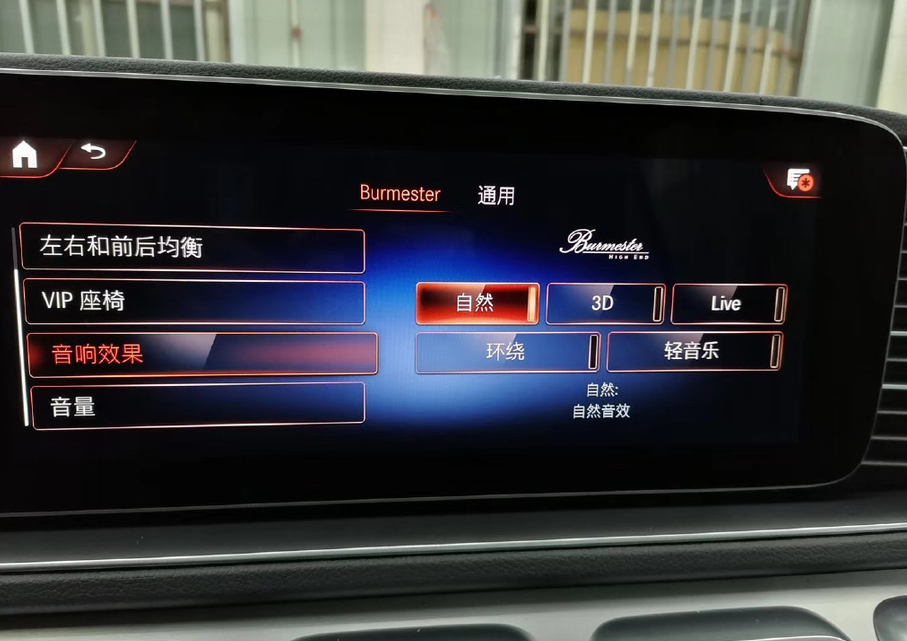 Burmester 通用
左右和前后均衡
VIP 座椅
音响效果
音量
Burmester
HIGH END
自然 3D Live
环绕 轻音乐
自然:
自然音效